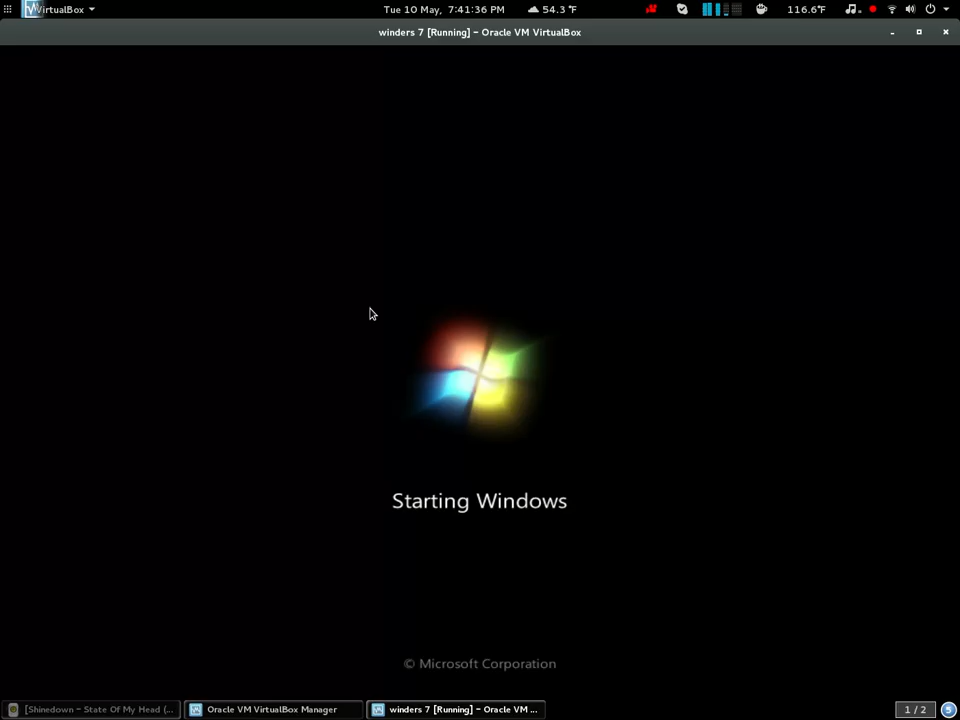 VirtualBox
Tue 10 May, 7:41:36 PM
54.3 °F
116.6°F
winders 7 [Running] – Oracle VM VirtualBox
Starting Windows
© Microsoft Corporation
[Shinedown – State Of My Head (...
Oracle VM VirtualBox Manager
winders 7 [Running] – Oracle VM ...
1 / 2
5